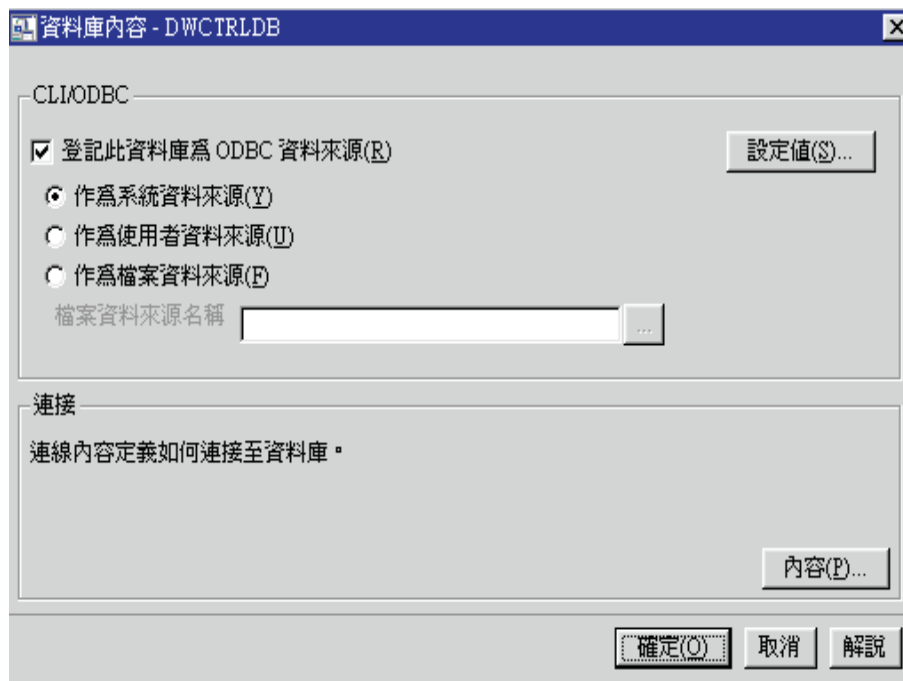 資料庫內容 - DWCTRLDB
CLI/ODBC
登記此資料庫爲 ODBC 資料來源(R)
設定值(S)...
作爲系統資料來源(Y)
作爲使用者資料來源(U)
作爲檔案資料來源(F)
檔案資料來源名稱
...
連接
連線內容定義如何連接至資料庫。
內容(P)...
確定(O)
取消
解說